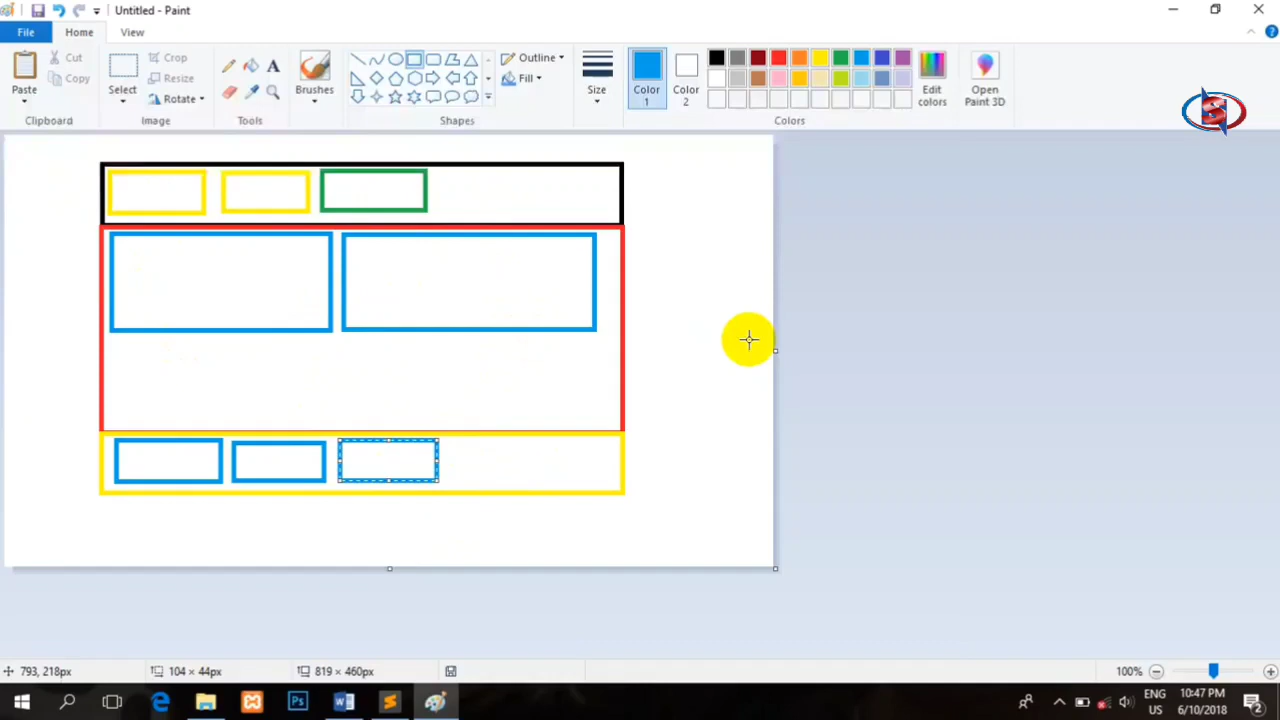 Untitled - Paint
File
Home
View
Paste
Cut
Copy
Clipboard
Select
Crop
Resize
Rotate
Image
A
Tools
Brushes
Outline
Fill
Shapes
Size
Color 1
Color 2
Colors
Edit colors
Open Paint 3D
S
793, 218px
104 × 44px
819 × 460px
100%
Ps
ENG
US
10:47 PM
6/10/2018
2